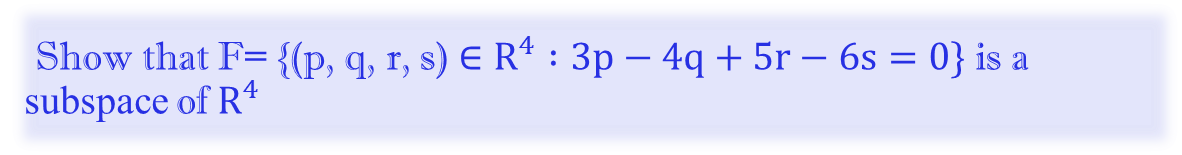 Show that F= {(p, q, r, s) ∈ R⁴ : 3p − 4q + 5r − 6s = 0} is a
subspace of R⁴